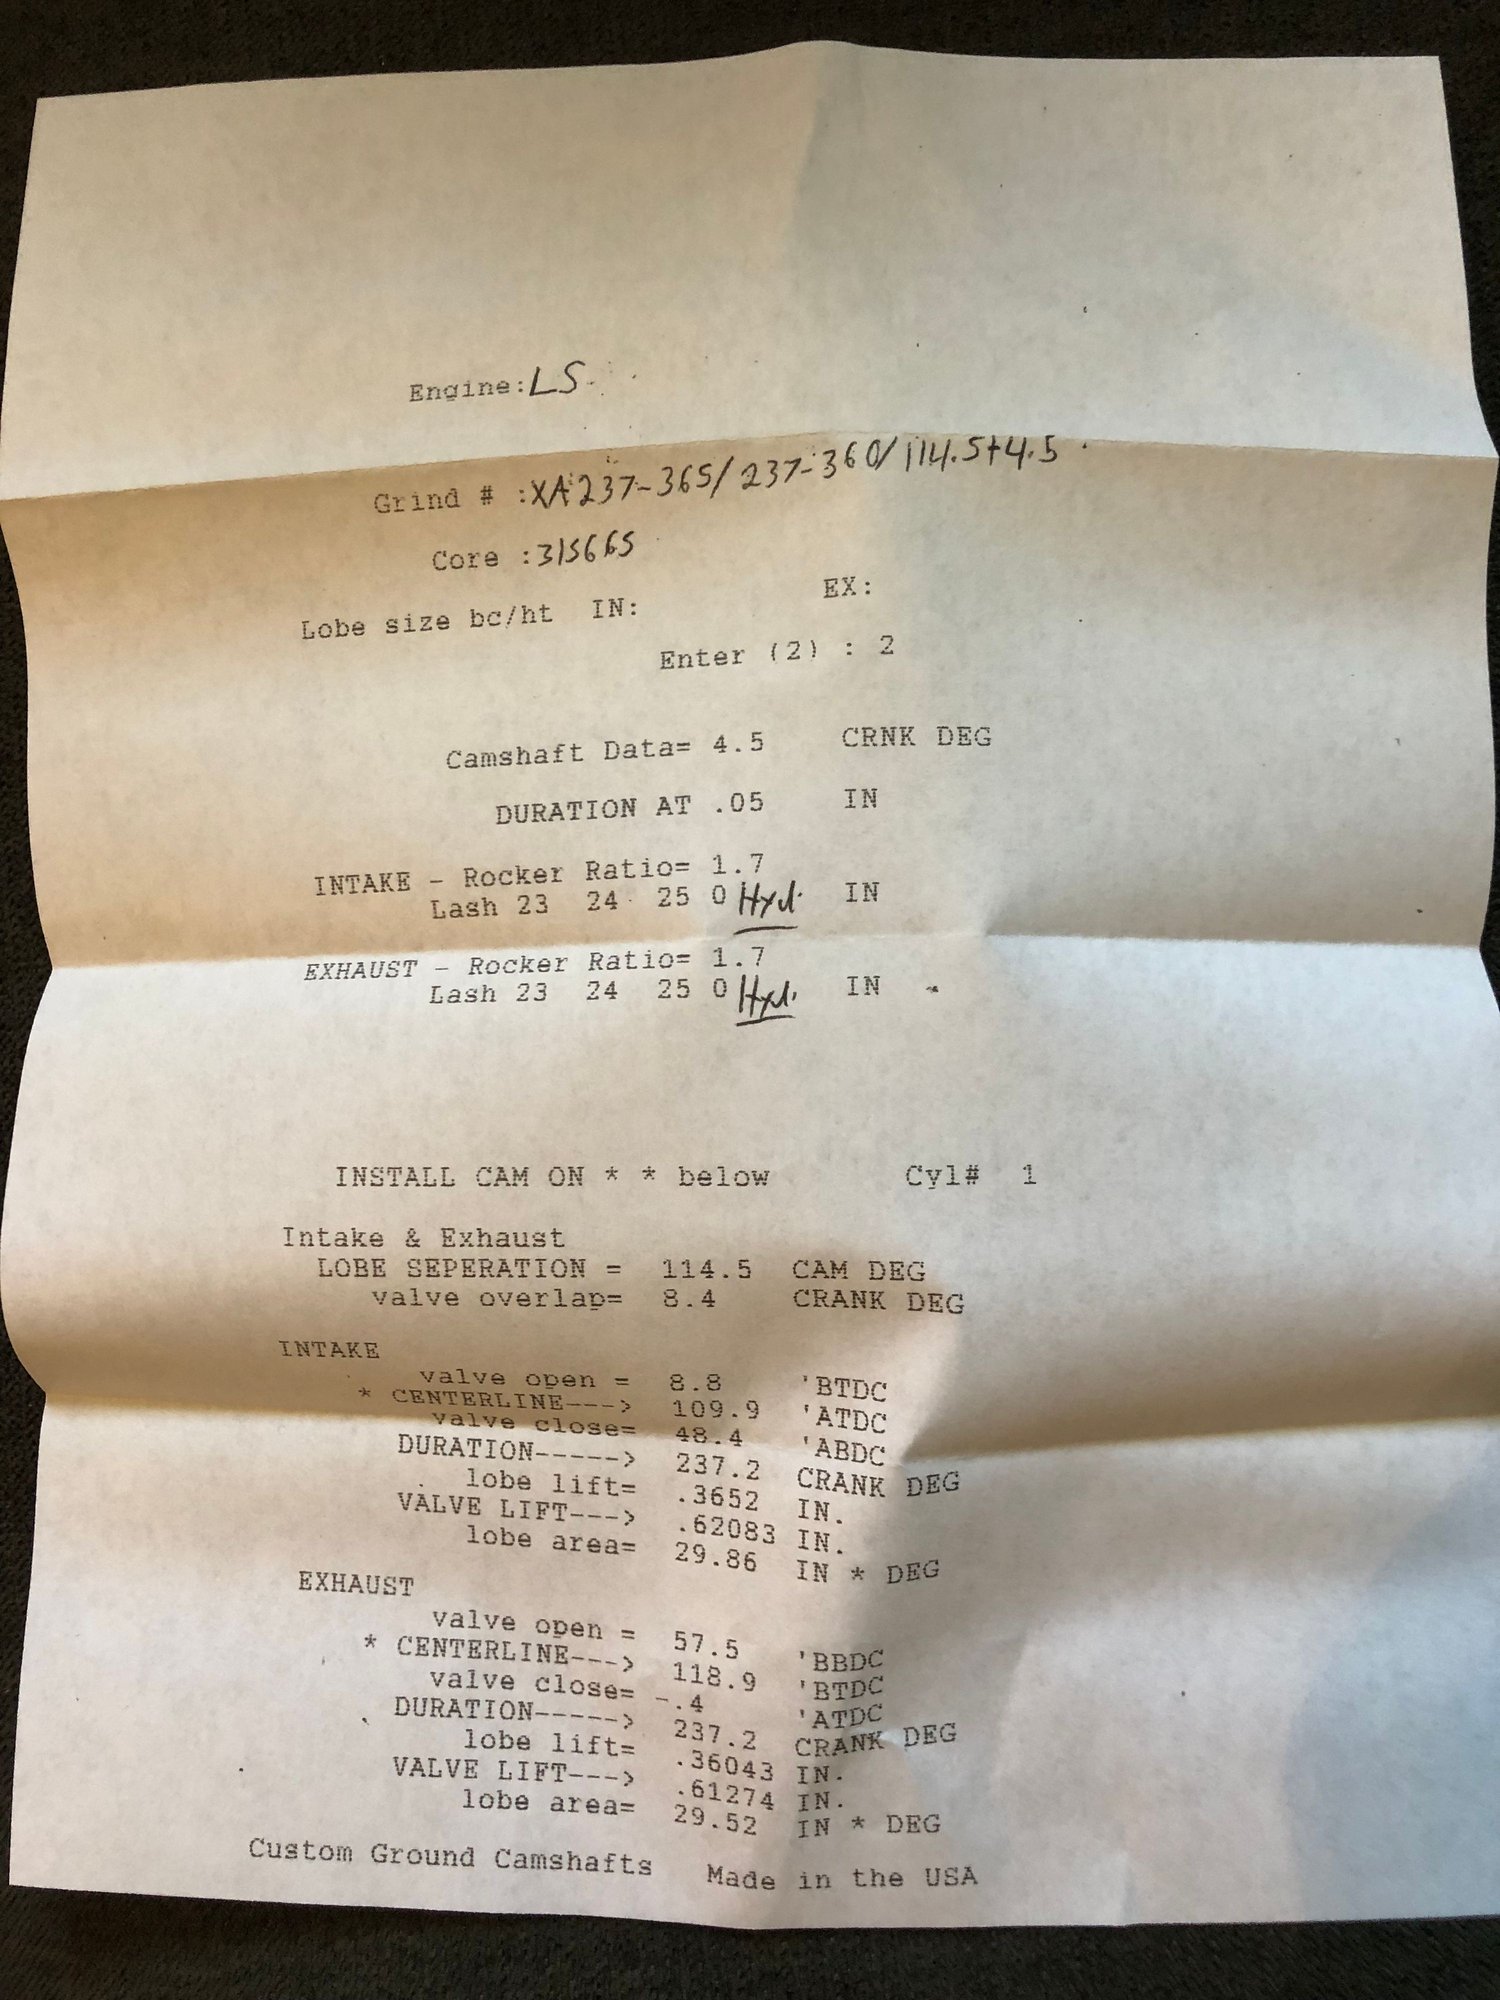 Engine:LS
Grind # :XA237-365/237-360/114.5+4.5
Core :315665
Lobe size bc/ht IN: EX:
Enter (2) : 2
Camshaft Data= 4.5 CRNK DEG
DURATION AT .05 IN
INTAKE - Rocker Ratio= 1.7
Lash 23 24 25 0 Hyd. IN
EXHAUST - Rocker Ratio= 1.7
Lash 23 24 25 0 Hyd. IN
INSTALL CAM ON * * below Cyl# 1
Intake & Exhaust
LOBE SEPERATION = 114.5 CAM DEG
valve overlap= 8.4 CRANK DEG
INTAKE
valve open = 8.8 'BTDC
* CENTERLINE---> 109.9 'ATDC
valve close= 48.4 'ABDC
DURATION-----> 237.2 CRANK DEG
lobe lift= .3652 IN.
VALVE LIFT---> .62083 IN.
lobe area= 29.86 IN * DEG
EXHAUST
valve open = 57.5 'BBDC
* CENTERLINE---> 118.9 'BTDC
valve close= -.4 'ATDC
DURATION-----> 237.2 CRANK DEG
lobe lift= .36043 IN.
VALVE LIFT---> .61274 IN.
lobe area= 29.52 IN * DEG
Custom Ground Camshafts Made in the USA